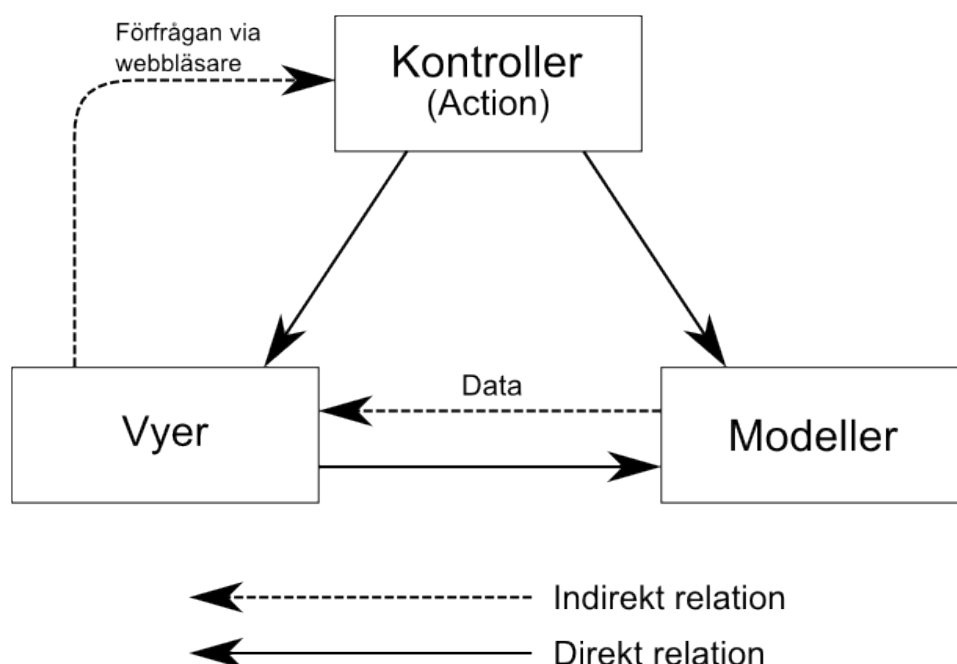 Förfrågan via
webbläsare
Kontroller
(Action)
Data
Vyer
Modeller
Indirekt relation
Direkt relation